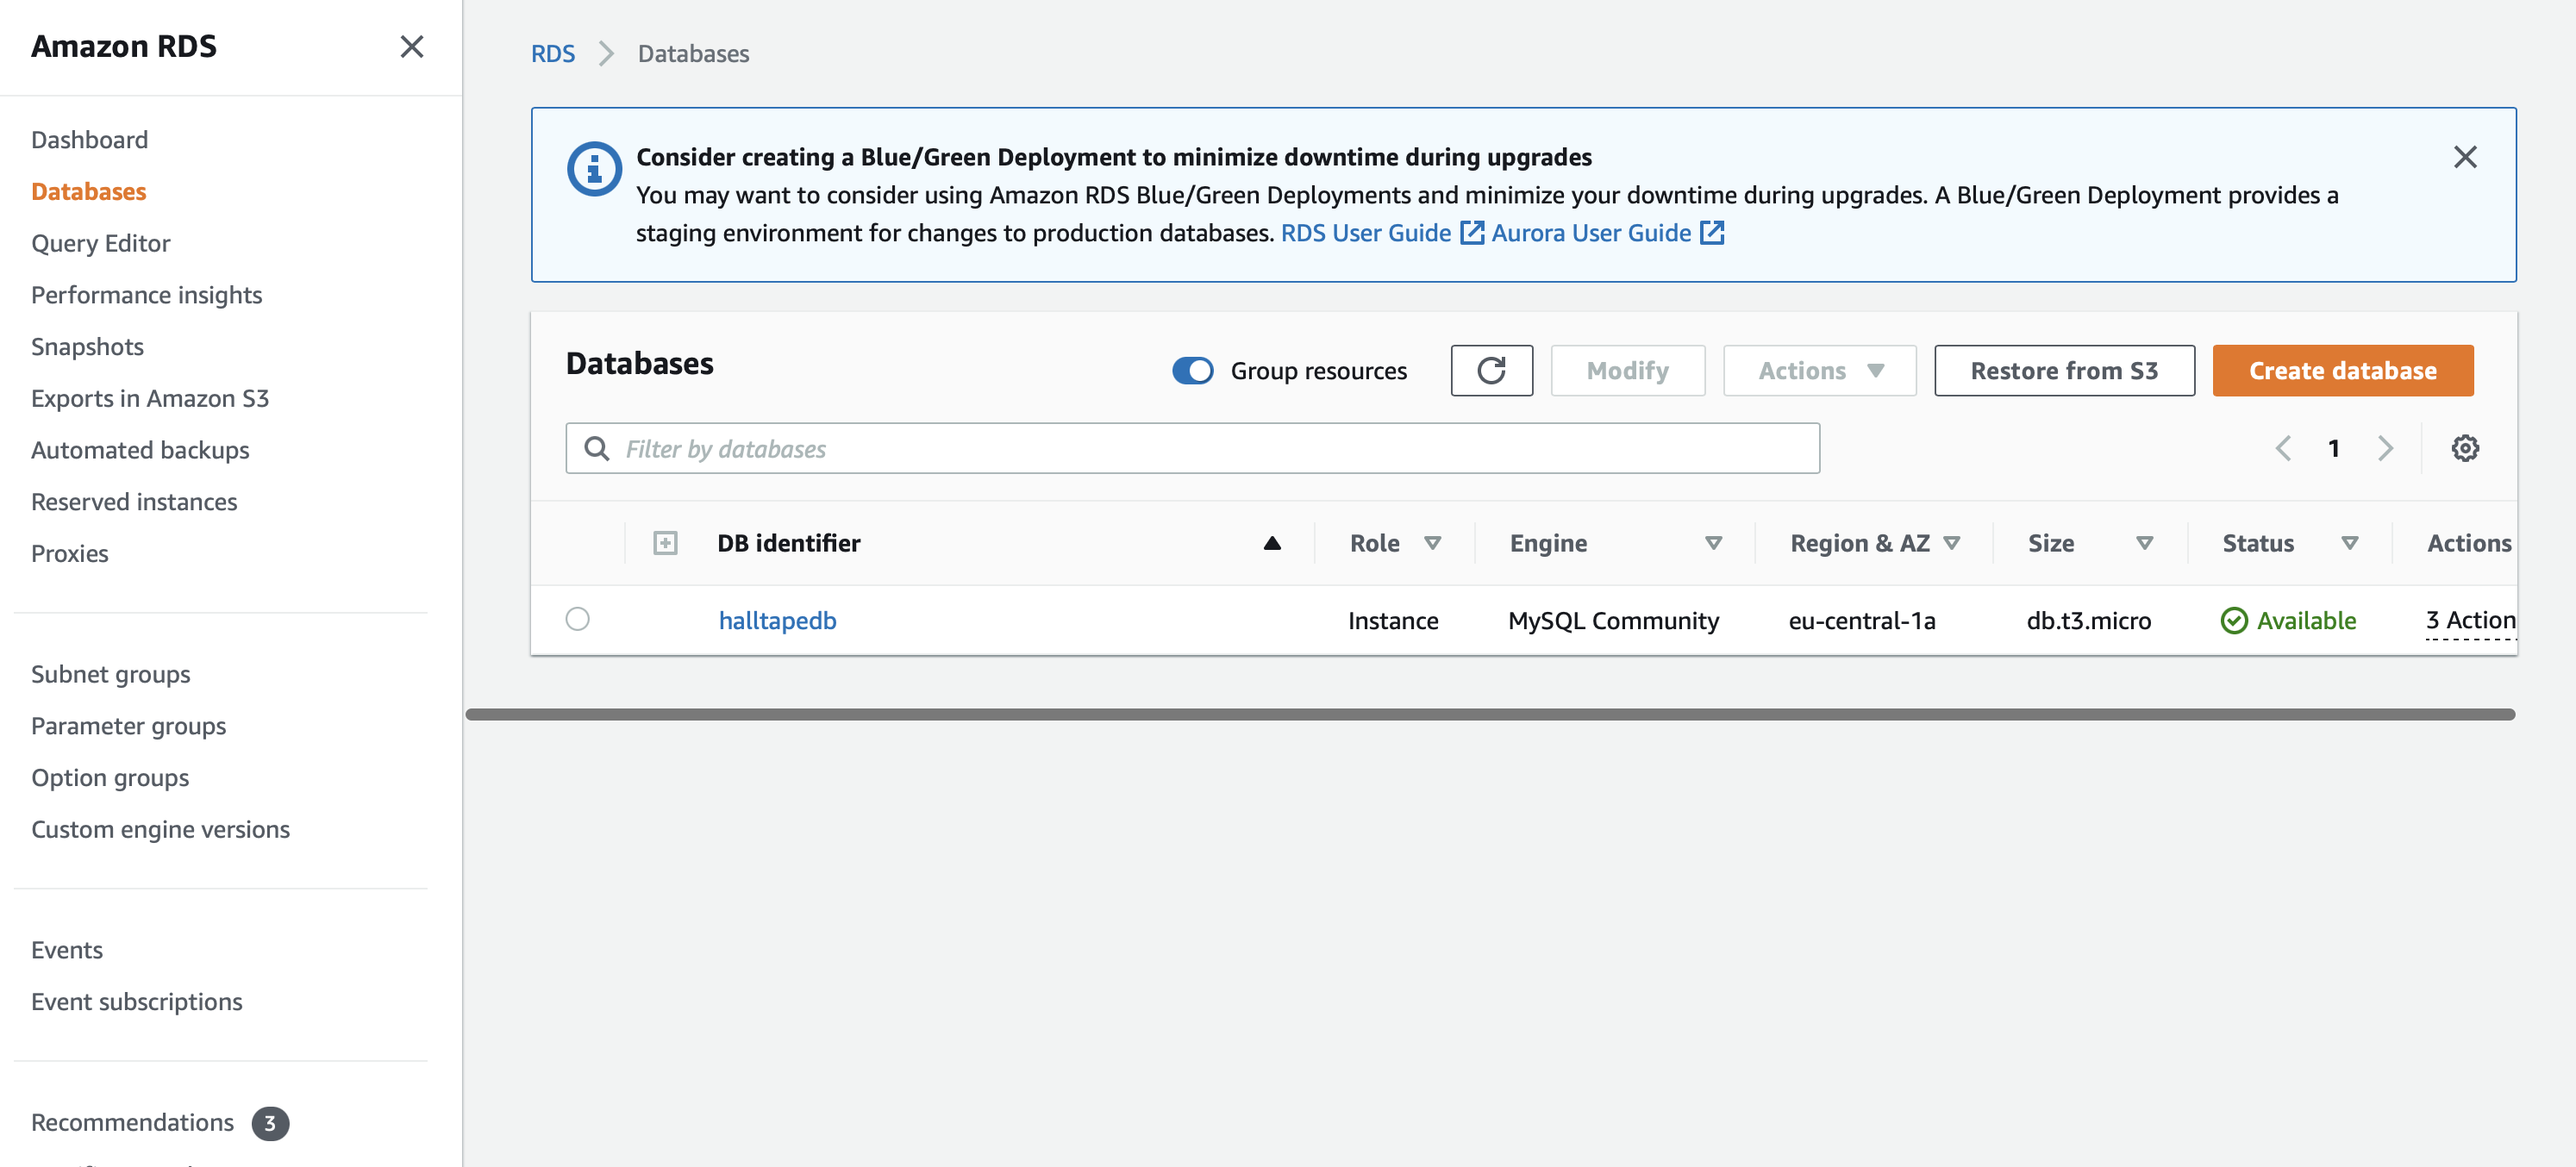 Amazon RDS
Dashboard
Databases
Query Editor
Performance insights
Snapshots
Exports in Amazon S3
Automated backups
Reserved instances
Proxies
Subnet groups
Parameter groups
Option groups
Custom engine versions
Events
Event subscriptions
Recommendations 3
RDS Databases
Consider creating a Blue/Green Deployment to minimize downtime during upgrades
You may want to consider using Amazon RDS Blue/Green Deployments and minimize your downtime during upgrades. A Blue/Green Deployment provides a
staging environment for changes to production databases. RDS User Guide Aurora User Guide
Databases Group resources Modify Actions Restore from S3 Create database
Filter by databases 1
DB identifier Role Engine Region & AZ Size Status Actions
halltapedb Instance MySQL Community eu-central-1a db.t3.micro Available 3 Action